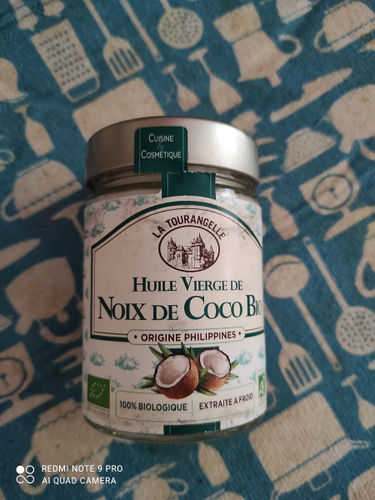 CUISINE
&
COSMÉTIQUE
LA TOURANGELLE
HUILE VIERGE DE
NOIX DE COCO BIO
• ORIGINE PHILIPPINES •
100% BIOLOGIQUE
EXTRAITE À FROID
REDMI NOTE 9 PRO
AI QUAD CAMERA